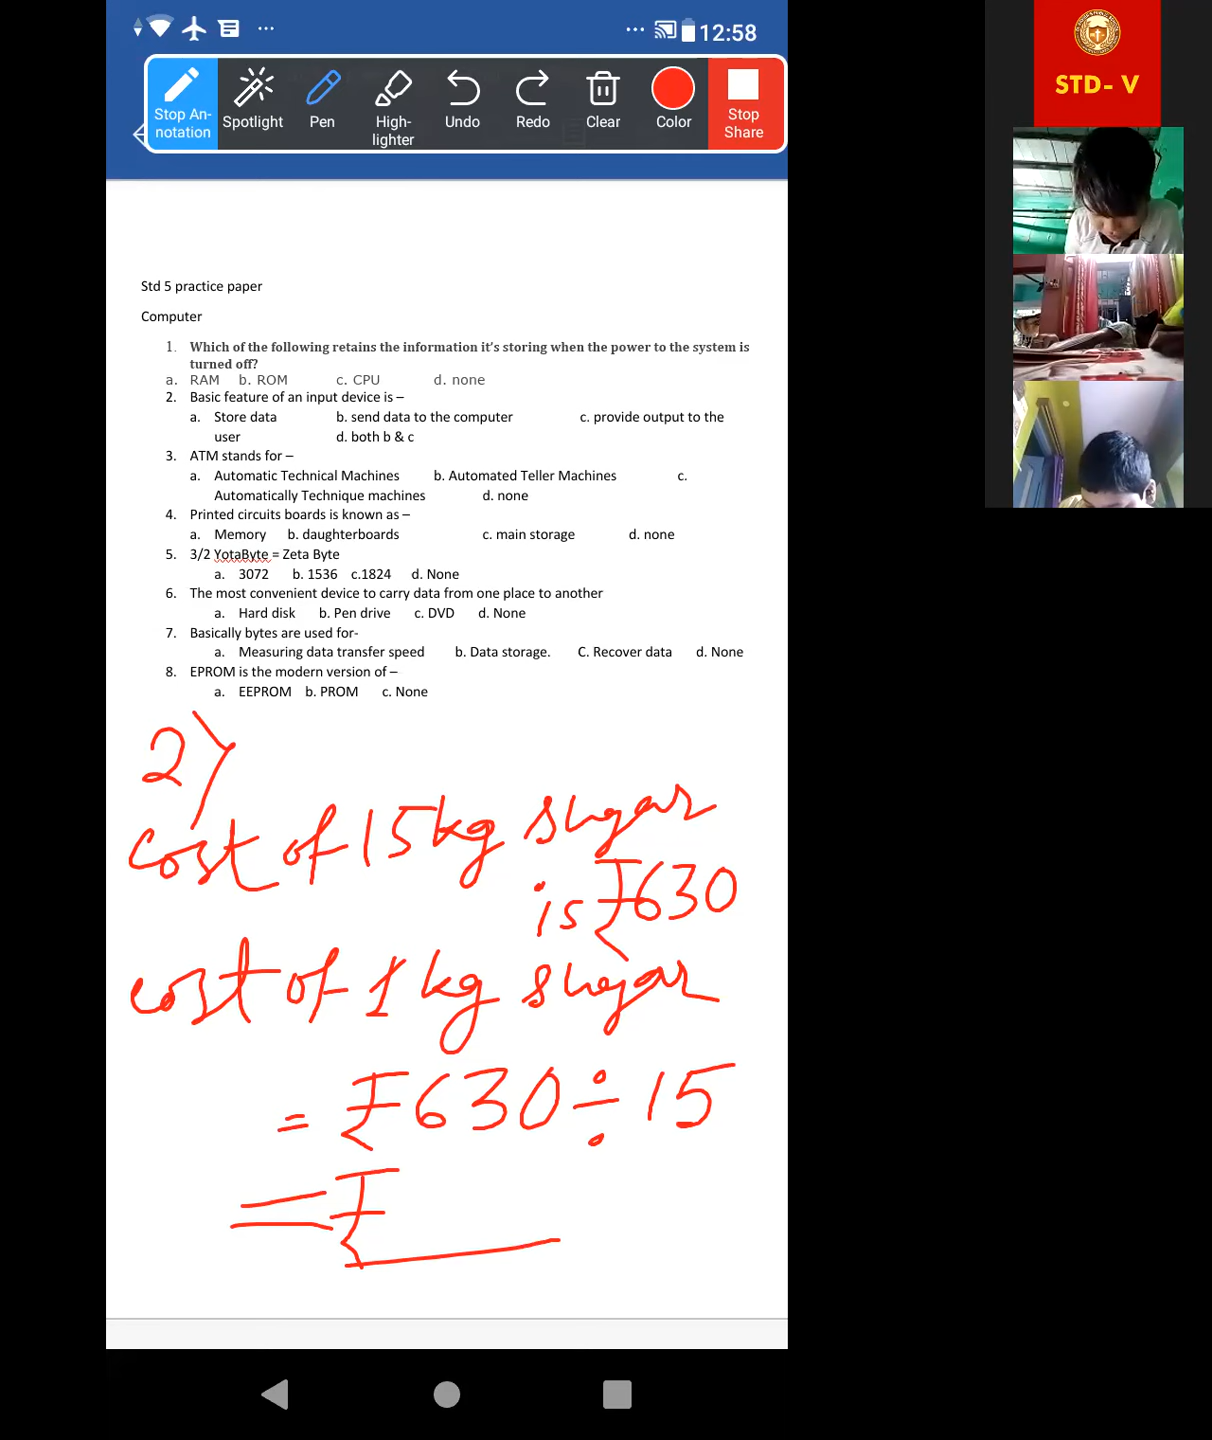 12:58
Stop An-
notation
Spotlight
Pen
High-
lighter
Undo
Redo
Clear
Color
Stop
Share
STD- V
Std 5 practice paper
Computer
1. Which of the following retains the information it's storing when the power to the system is
turned off?
a. RAM b. ROM c. CPU d. none
2. Basic feature of an input device is –
a. Store data b. send data to the computer c. provide output to the
user d. both b & c
3. ATM stands for –
a. Automatic Technical Machines b. Automated Teller Machines c.
Automatically Technique machines d. none
4. Printed circuits boards is known as –
a. Memory b. daughterboards c. main storage d. none
5. 3/2 YotaByte = Zeta Byte
a. 3072 b. 1536 c.1824 d. None
6. The most convenient device to carry data from one place to another
a. Hard disk b. Pen drive c. DVD d. None
7. Basically bytes are used for-
a. Measuring data transfer speed b. Data storage. C. Recover data d. None
8. EPROM is the modern version of –
a. EEPROM b. PROM c. None
2)
cost of 15 kg sugar
is ₹630
cost of 1 kg sugar
= ₹630 ÷ 15
= ₹